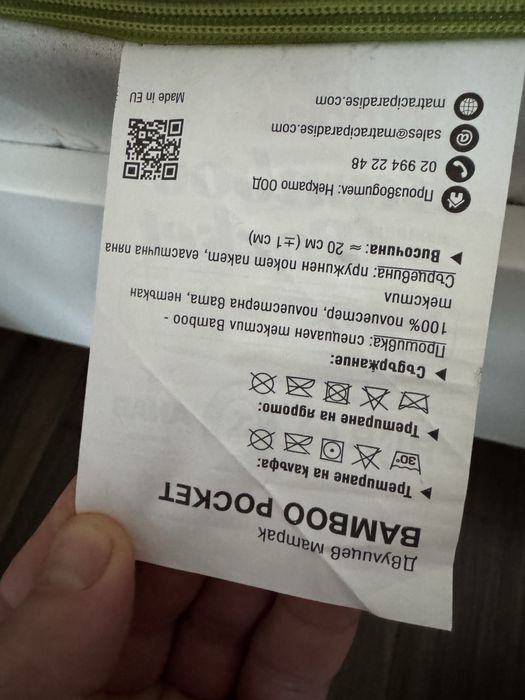 Двулицев Матрак
BAMBOO POCKET
► Третиране на калъфа:
30°
► Третиране на ядрото:
► Съдържание:
Прошивка: специален текстил Bamboo -
100% полиестер, полиестерна вата, нетъкан
текстил
Сърцевина: пружинен покет пакет, еластична пяна
► Височина: ≈ 20 см (±1 см)
Производител: Некрато ООД
02 994 22 48
@ sales@matraciparadise.com
matraciparadise.com
Made in EU